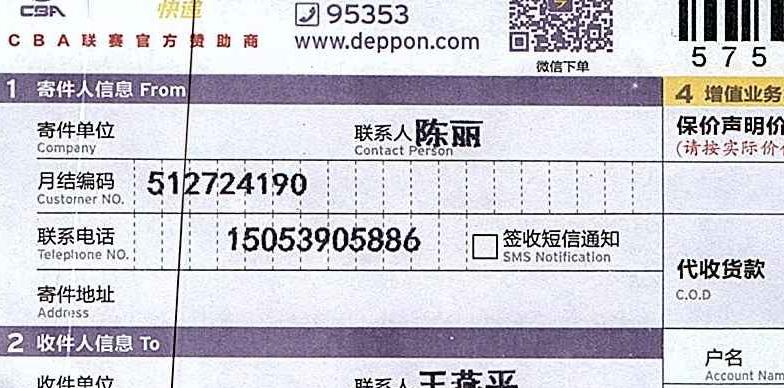 CBA 快递 95353
CBA联赛官方赞助商 www.deppon.com
微信下单
575
1 寄件人信息 From
4 增值业务
寄件单位 联系人 陈丽
Company Contact Person
保价声明价
(请按实际价
月结编码 512724190
Customer NO.
联系电话 15053905886 签收短信通知
Telephone NO. SMS Notification
代收货款
C.O.D
寄件地址
Address
2 收件人信息 To
户名
Account Nam
收件单位 联系人 王燕平